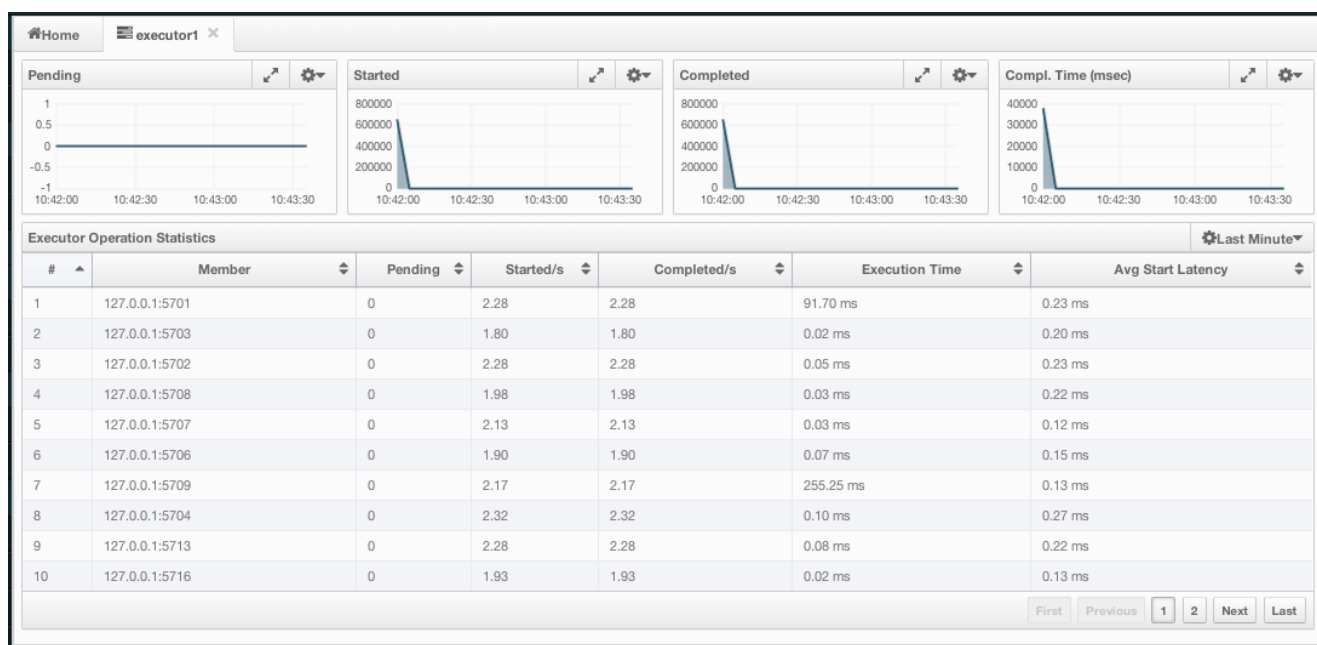 Home executor1
Pending Started Completed Compl. Time (msec)
1
0.5
0
-0.5
-1
10:42:00 10:42:30 10:43:00 10:43:30
800000
600000
400000
200000
0
10:42:00 10:42:30 10:43:00 10:43:30
800000
600000
400000
200000
0
10:42:00 10:42:30 10:43:00 10:43:30
40000
30000
20000
10000
0
10:42:00 10:42:30 10:43:00 10:43:30
Executor Operation Statistics Last Minute
# Member Pending Started/s Completed/s Execution Time Avg Start Latency
1 127.0.0.1:5701 0 2.28 2.28 91.70 ms 0.23 ms
2 127.0.0.1:5703 0 1.80 1.80 0.02 ms 0.20 ms
3 127.0.0.1:5702 0 2.28 2.28 0.05 ms 0.23 ms
4 127.0.0.1:5708 0 1.98 1.98 0.03 ms 0.22 ms
5 127.0.0.1:5707 0 2.13 2.13 0.03 ms 0.12 ms
6 127.0.0.1:5706 0 1.90 1.90 0.07 ms 0.15 ms
7 127.0.0.1:5709 0 2.17 2.17 255.25 ms 0.13 ms
8 127.0.0.1:5704 0 2.32 2.32 0.10 ms 0.27 ms
9 127.0.0.1:5713 0 2.28 2.28 0.08 ms 0.22 ms
10 127.0.0.1:5716 0 1.93 1.93 0.02 ms 0.13 ms
First Previous 1 2 Next Last